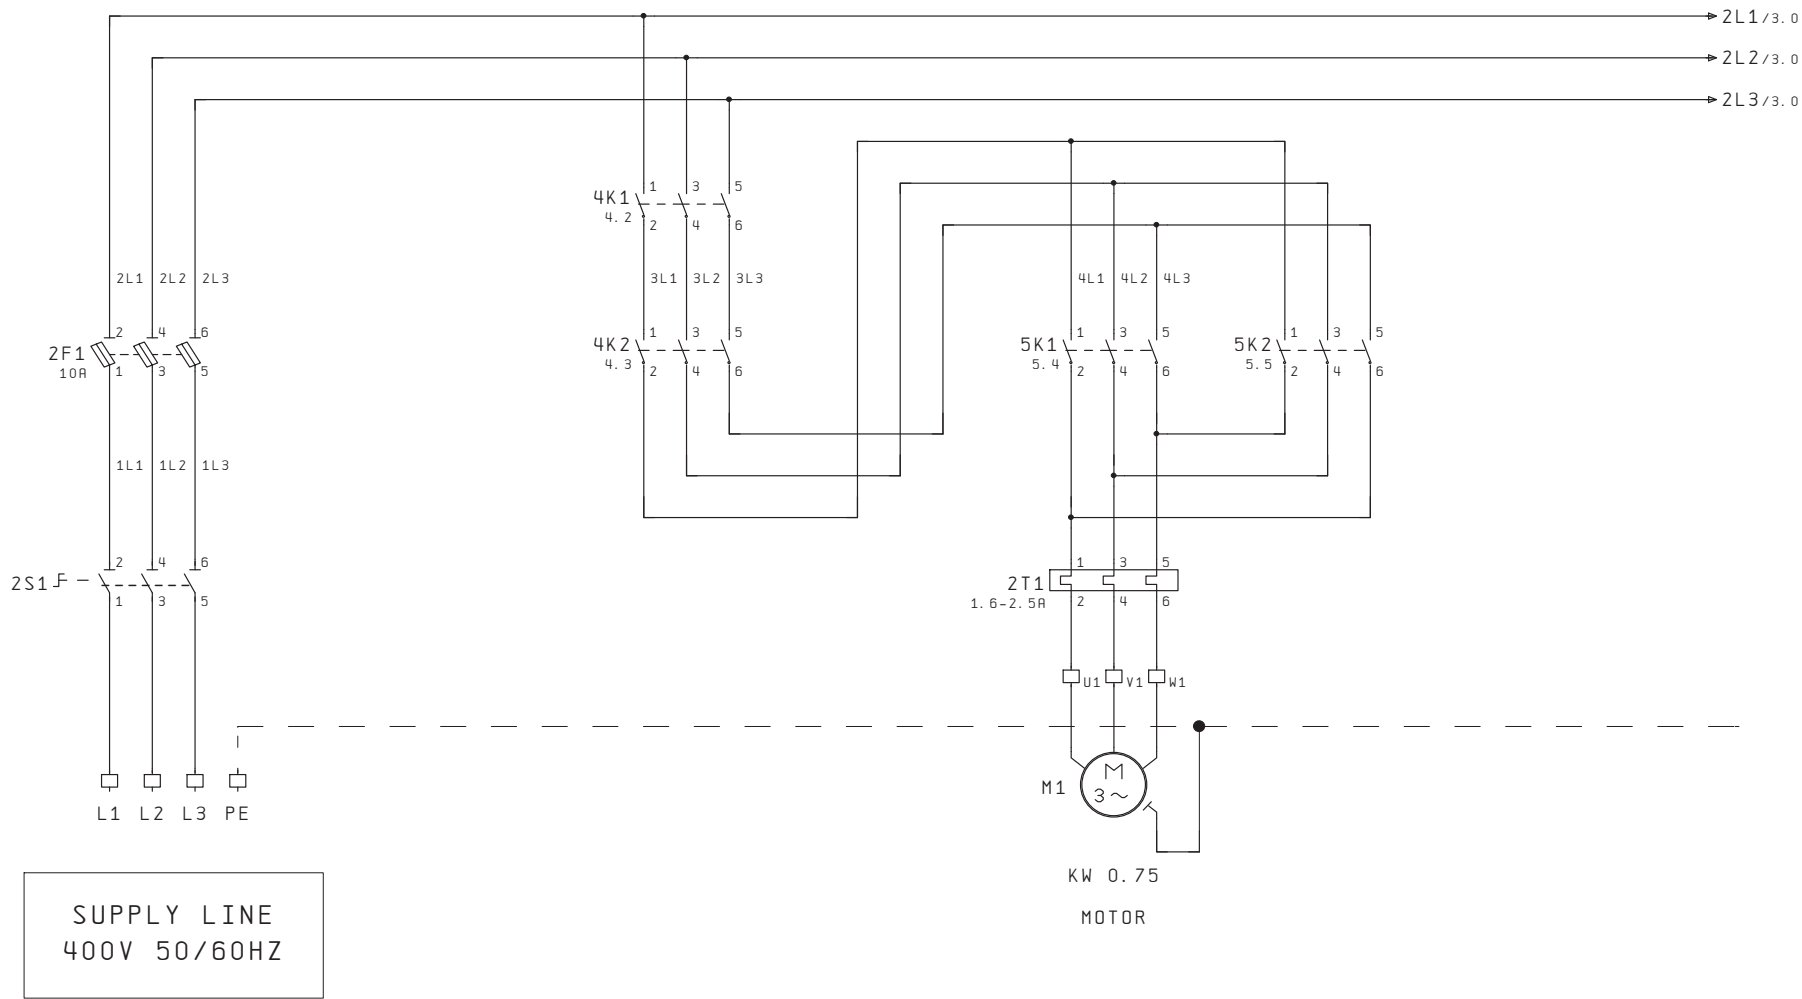 2L1/3.0
2L2/3.0
2L3/3.0
1 3 5
4K1
4.2
2 4 6
2L1 2L2 2L3
3L1 3L2 3L3
4L1 4L2 4L3
2 4 6
1 3 5
1 3 5
1 3 5
2F1
10A
4K2
4.3
5K1
5.4
5K2
5.5
1 3 5
2 4 6
2 4 6
2 4 6
1L1 1L2 1L3
2 4 6
1 3 5
2S1
2T1
1.6-2.5A
1 3 5
2 4 6
U1 V1 W1
M
3~
M1
L1 L2 L3 PE
KW 0.75
MOTOR
SUPPLY LINE
400V 50/60HZ